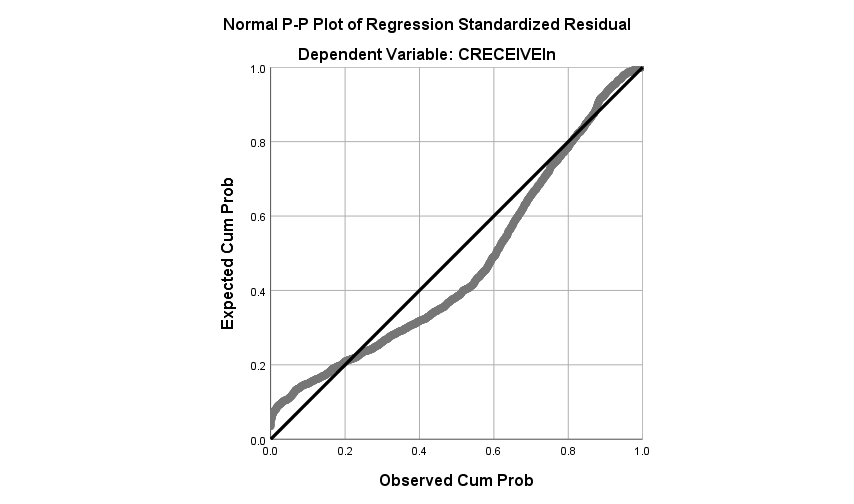 Normal P-P Plot of Regression Standardized Residual
Dependent Variable: CRECEIVEln
Expected Cum Prob
1.0
0.8
0.6
0.4
0.2
0.0
0.0 0.2 0.4 0.6 0.8 1.0
Observed Cum Prob